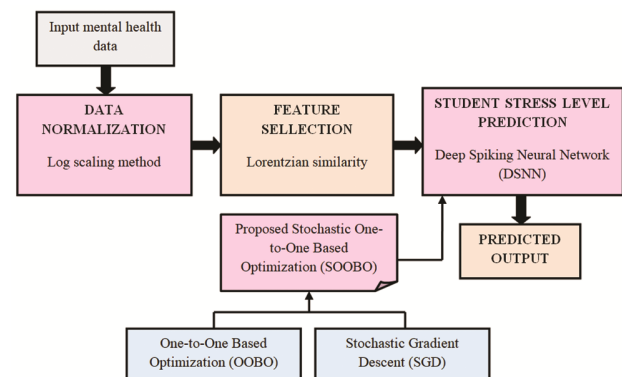 Input mental health
data
DATA
NORMALIZATION
Log scaling method
FEATURE
SELLECTION
Lorentzian similarity
STUDENT STRESS LEVEL
PREDICTION
Deep Spiking Neural Network
(DSNN)
Proposed Stochastic One-
to-One Based
Optimization (SOOBO)
PREDICTED
OUTPUT
One-to-One Based
Optimization (OOBO)
Stochastic Gradient
Descent (SGD)